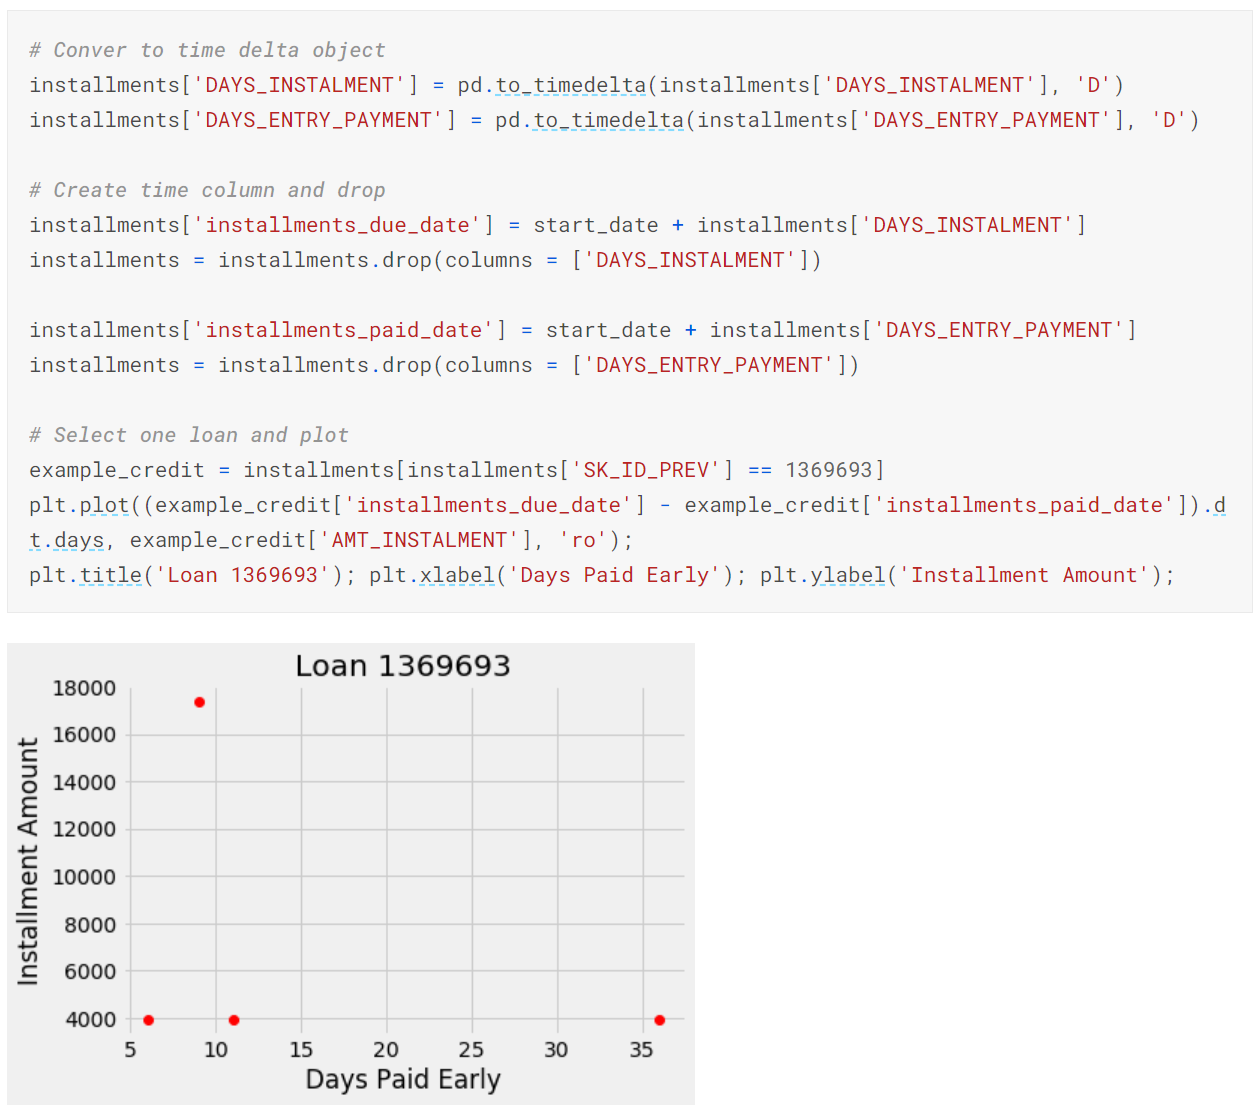 # Conver to time delta object
installments['DAYS_INSTALMENT'] = pd.to_timedelta(installments['DAYS_INSTALMENT'], 'D')
installments['DAYS_ENTRY_PAYMENT'] = pd.to_timedelta(installments['DAYS_ENTRY_PAYMENT'], 'D')
# Create time column and drop
installments['installments_due_date'] = start_date + installments['DAYS_INSTALMENT']
installments = installments.drop(columns = ['DAYS_INSTALMENT'])
installments['installments_paid_date'] = start_date + installments['DAYS_ENTRY_PAYMENT']
installments = installments.drop(columns = ['DAYS_ENTRY_PAYMENT'])
# Select one loan and plot
example_credit = installments[installments['SK_ID_PREV'] == 1369693]
plt.plot((example_credit['installments_due_date'] - example_credit['installments_paid_date']).d
t.days, example_credit['AMT_INSTALMENT'], 'ro');
plt.title('Loan 1369693'); plt.xlabel('Days Paid Early'); plt.ylabel('Installment Amount');
Loan 1369693
18000
16000
14000
12000
10000
8000
6000
4000
Installment Amount
5 10 15 20 25 30 35
Days Paid Early